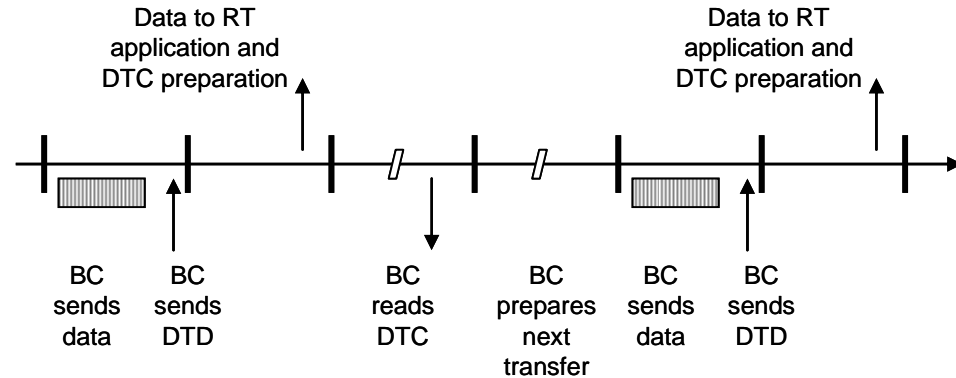 Data to RT
application and
DTC preparation
Data to RT
application and
DTC preparation
BC
sends
data
BC
sends
DTD
BC
reads
DTC
BC
prepares
next
transfer
BC
sends
data
BC
sends
DTD